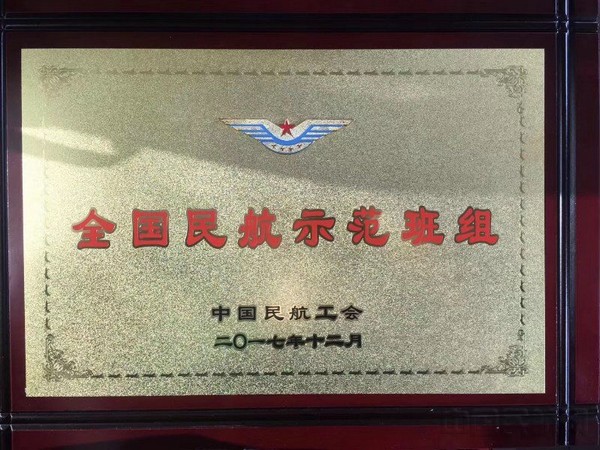 全国民航示范班组
中国民航工会
二〇一七年十二月